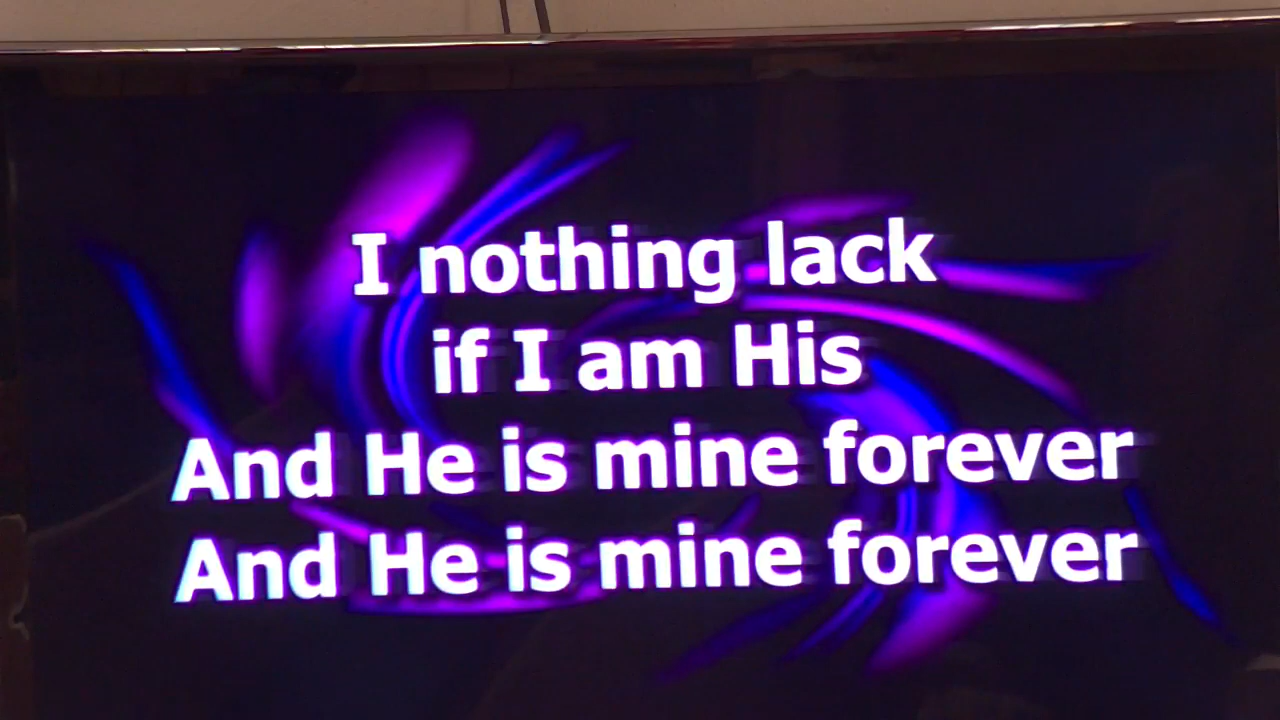 I nothing lack
if I am His
And He is mine forever
And He is mine forever